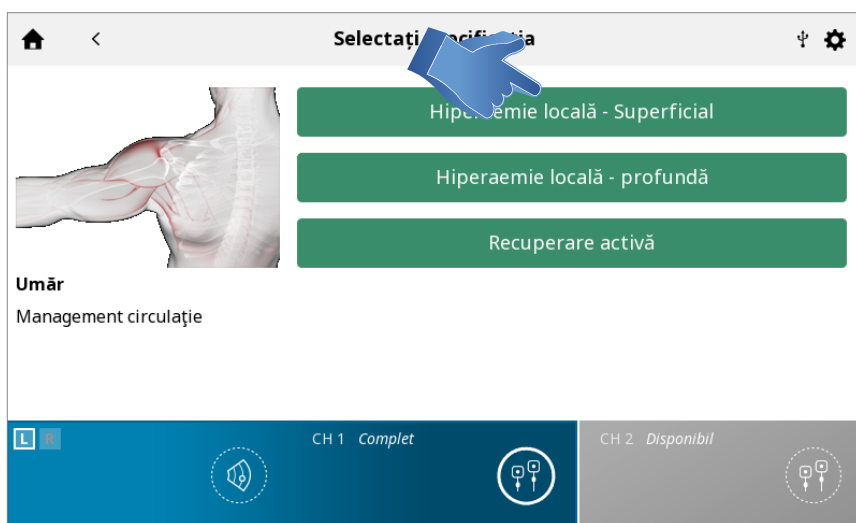 Selectați
Hiperaemie locală - Superficial
Hiperaemie locală - profundă
Recuperare activă
Umăr
Management circulaţie
L R
CH 1 Complet
CH 2 Disponibil